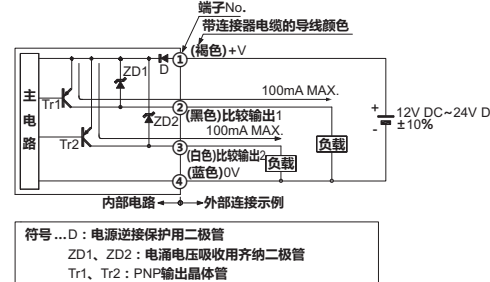 端子No.
带连接器电缆的导线颜色
(褐色)+V
1
ZD1
D
100mA MAX.
主电路
Tr1
2
(黑色)比较输出1
ZD2
100mA MAX.
+
12V DC~24V D
-
±10%
Tr2
3
(白色)比较输出2
负载
负载
4
(蓝色)0V
内部电路
外部连接示例
符号...D：电源逆接保护用二极管
ZD1、ZD2：电涌电压吸收用齐纳二极管
Tr1、Tr2：PNP输出晶体管